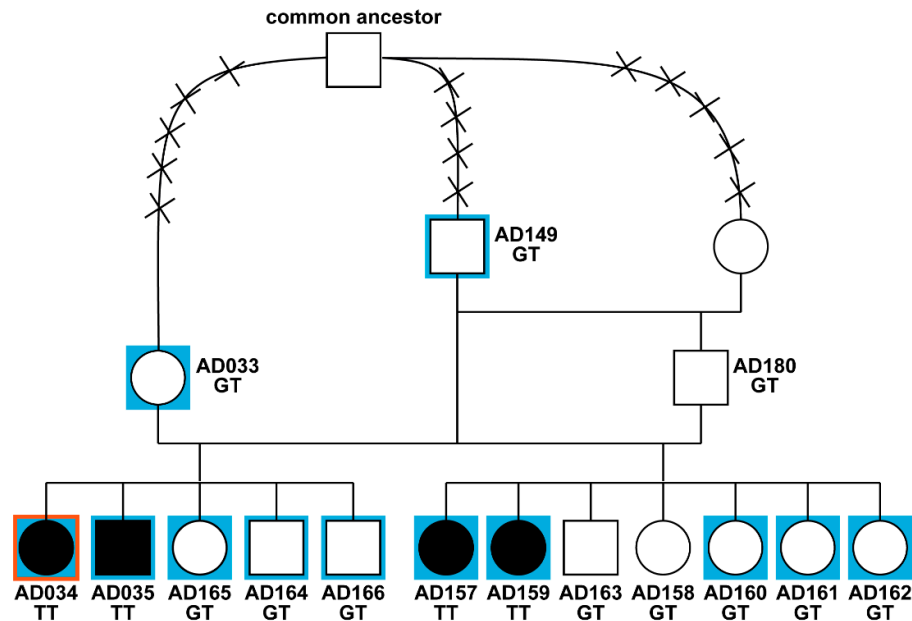 common ancestor
AD149
GT
AD033
GT
AD180
GT
AD034
TT
AD035
TT
AD165
GT
AD164
GT
AD166
GT
AD157
TT
AD159
TT
AD163
GT
AD158
GT
AD160
GT
AD161
GT
AD162
GT